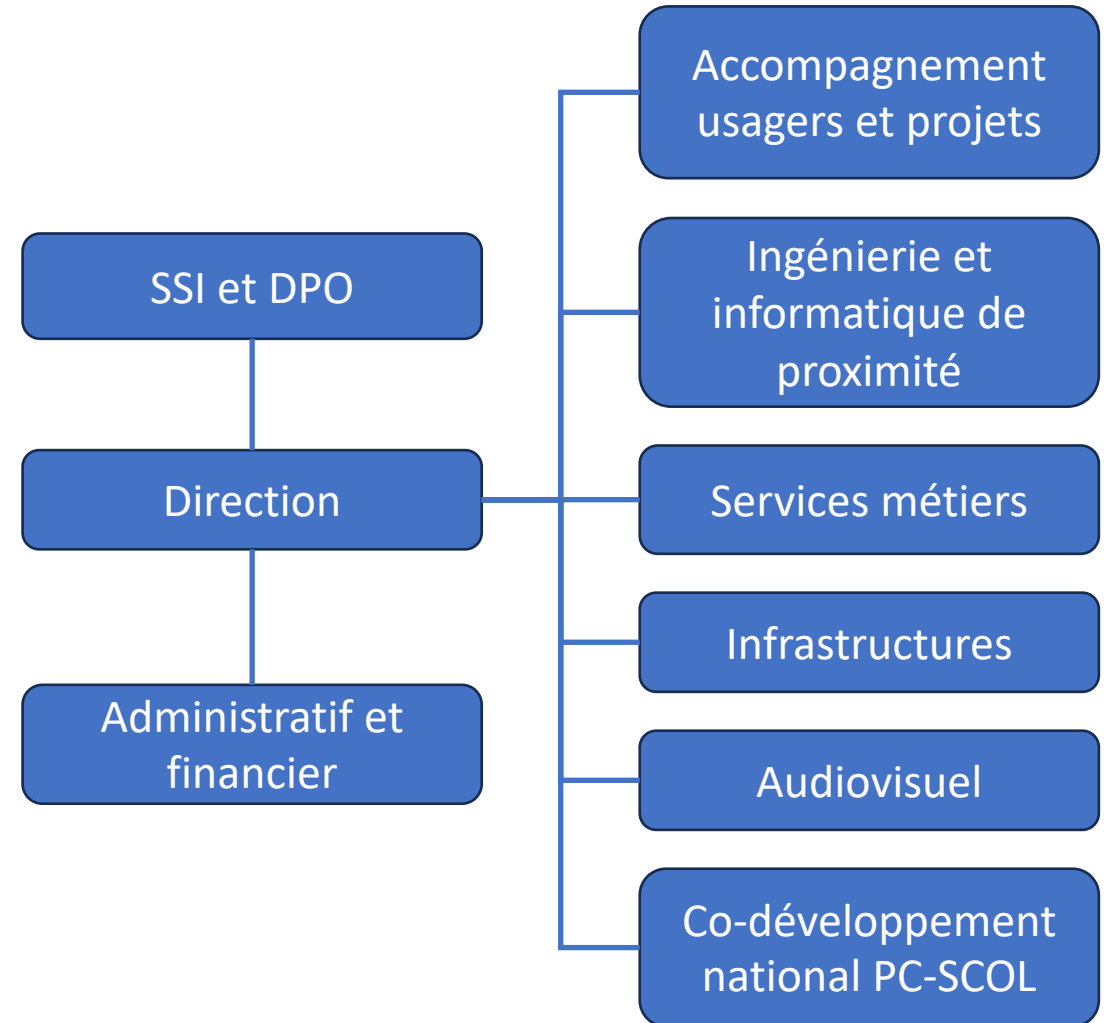 SSI et DPO
Direction
Administratif et
financier
Accompagnement
usagers et projets
Ingénierie et
informatique de
proximité
Services métiers
Infrastructures
Audiovisuel
Co-développement
national PC-SCOL